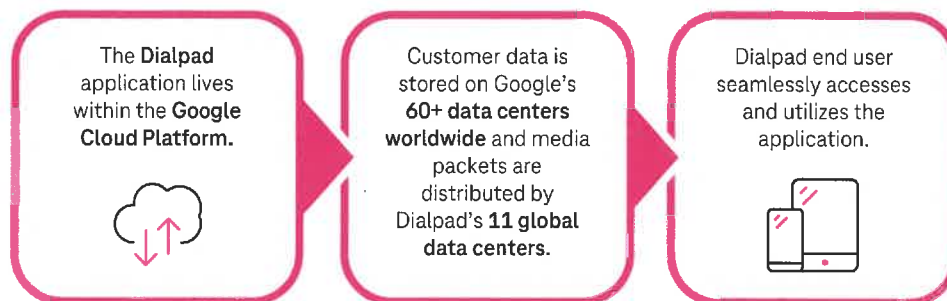 The Dialpad
application lives
within the Google
Cloud Platform.
Customer data is
stored on Google's
60+ data centers
worldwide and media
packets are
distributed by
Dialpad's 11 global
data centers.
Dialpad end user
seamlessly accesses
and utilizes the
application.